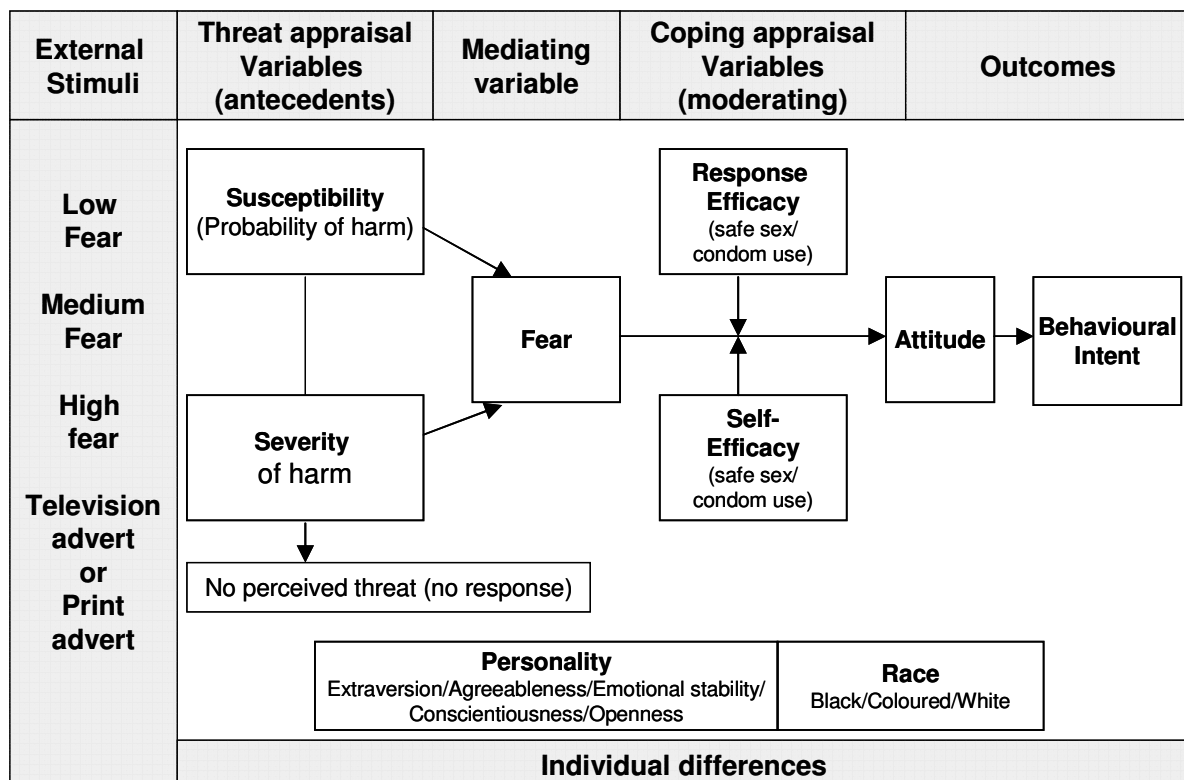 External
Stimuli
Threat appraisal
Variables
(antecedents)
Mediating
variable
Coping appraisal
Variables
(moderating)
Outcomes
Low
Fear
Medium
Fear
High
fear
Television
advert
or
Print
advert
Susceptibility
(Probability of harm)
Severity
of harm
No perceived threat (no response)
Fear
Response
Efficacy
(safe sex/
condom use)
Self-
Efficacy
(safe sex/
condom use)
Attitude
Behavioural
Intent
Personality
Extraversion/Agreeableness/Emotional stability/
Conscientiousness/Openness
Race
Black/Coloured/White
Individual differences